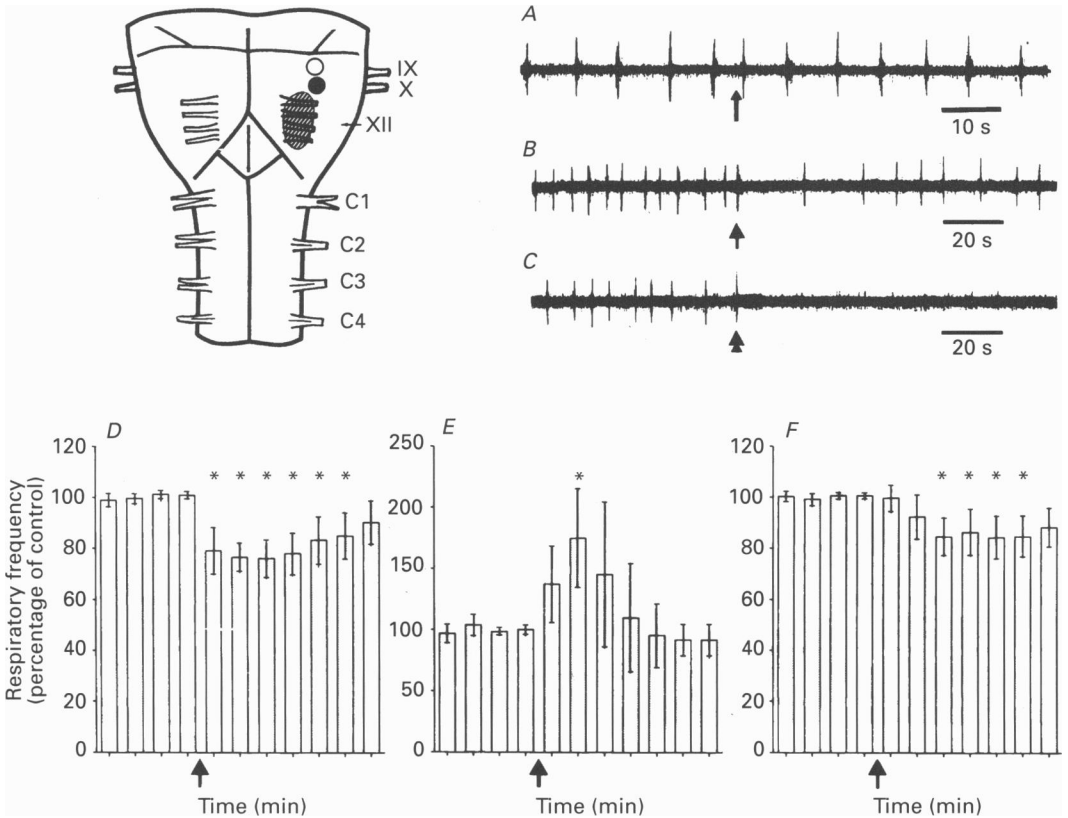 IX
X
XII
C1
C2
C3
C4
A
10 s
B
20 s
C
20 s
Respiratory frequency
(percentage of control)
D
120
100
80
60
40
20
0
* * * * * *
Time (min)
E
250
200
150
100
50
0
*
Time (min)
F
120
100
80
60
40
20
0
* * * *
Time (min)